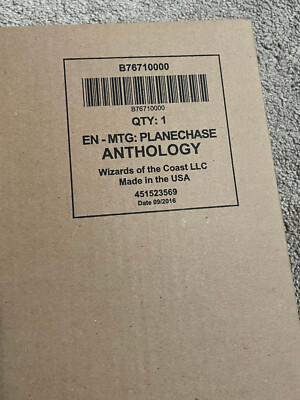 B76710000
B76710000
QTY: 1
EN - MTG: PLANECHASE
ANTHOLOGY
Wizards of the Coast LLC
Made in the USA
451523569
Date 09/2016